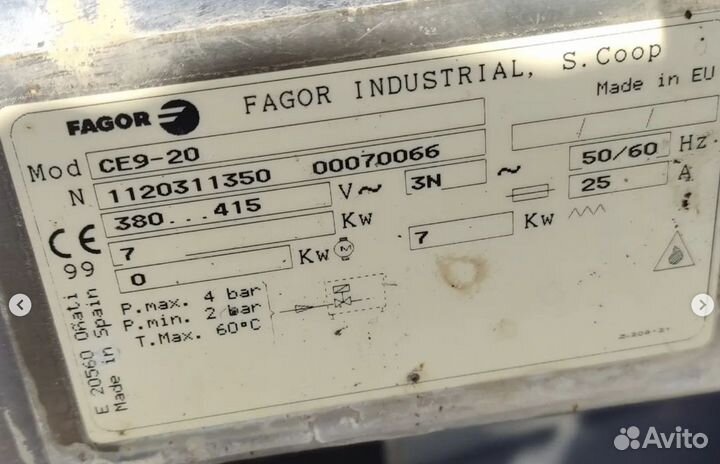 FAGOR
FAGOR INDUSTRIAL, S.Coop
Made in EU
Mod CE9-20
/ /
N 1120311350 00070066
380...415 V~ 3N ~ 50/60 Hz
7 Kw 25 A
0 Kw M 7 Kw
CE
99
P.max. 4 bar
P.min. 2 bar
T.Max. 60ºC
E 20560 Oñati
Made in Spain
Avito